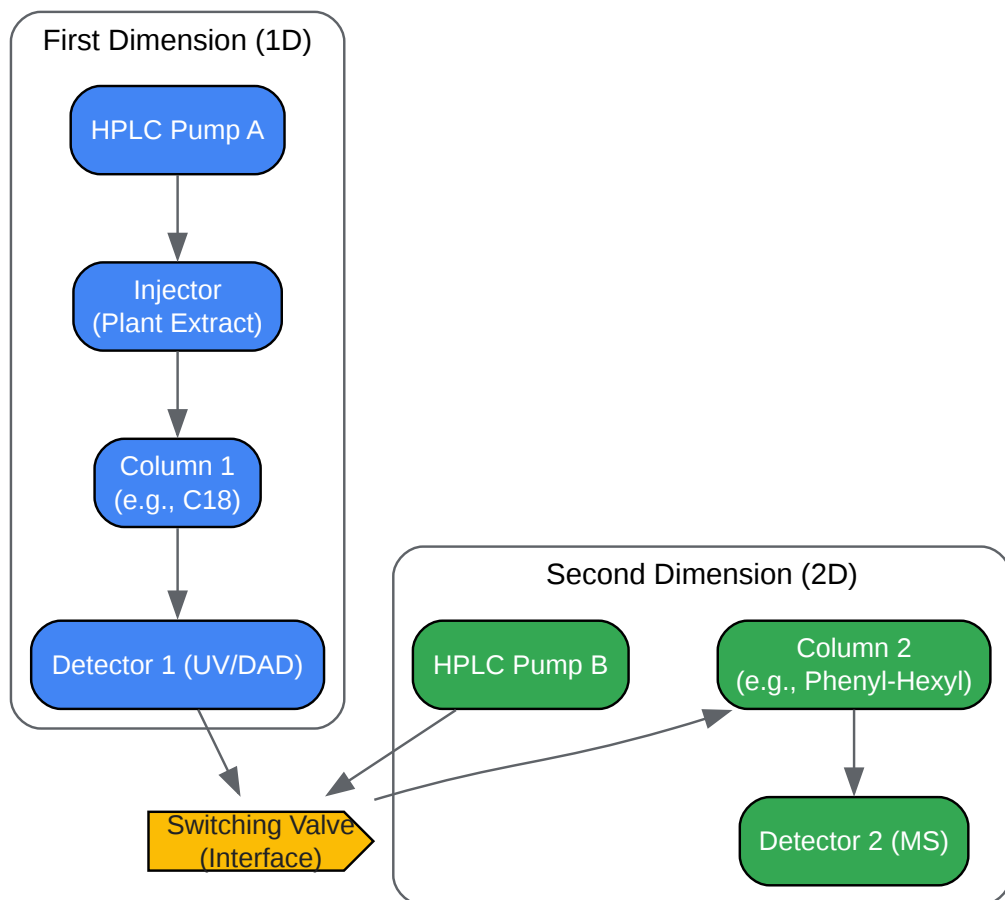 First Dimension (1D)
HPLC Pump A
Injector
(Plant Extract)
Column 1
(e.g., C18)
Detector 1 (UV/DAD)
Second Dimension (2D)
HPLC Pump B
Column 2
(e.g., Phenyl-Hexyl)
Switching Valve
(Interface)
Detector 2 (MS)